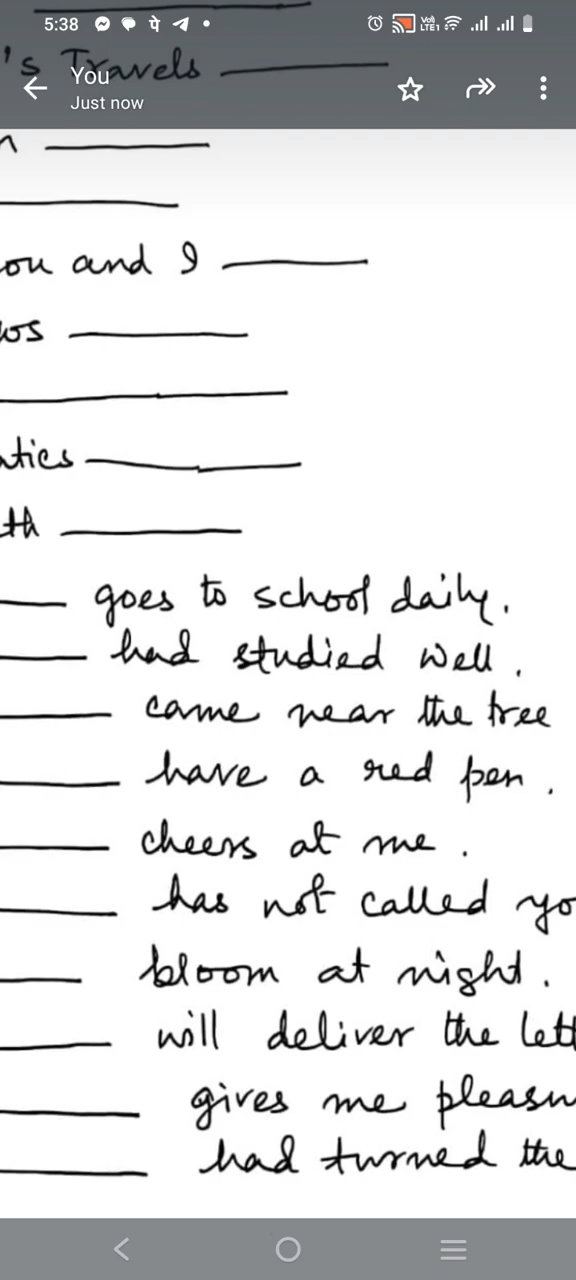 5:38
's Travels
You
Just now
ou and I
th
goes to school daily.
had studied well.
came near the tree
have a red pen.
cheers at me.
has not called yo
bloom at night.
will deliver the lett
gives me pleasu
had turned the